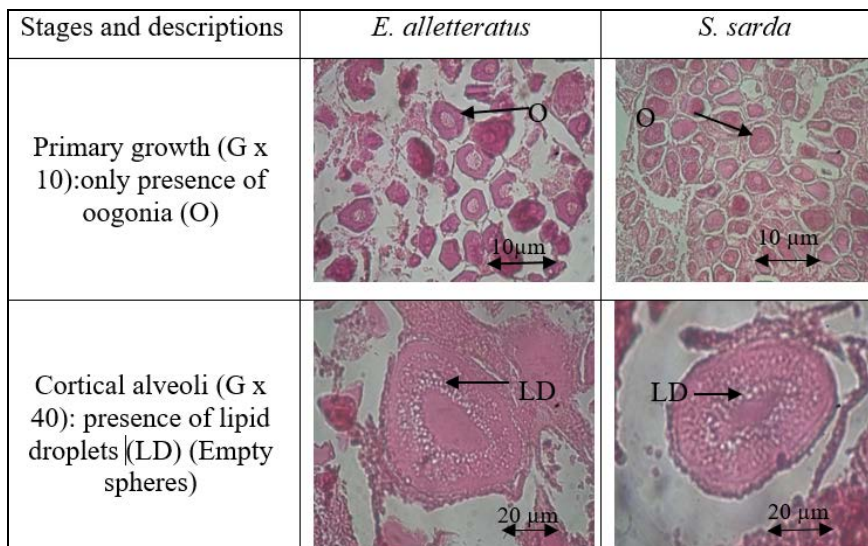 Stages and descriptions
E. alletteratus
S. sarda
Primary growth (G x
10):only presence of
oogonia (O)
O
10µm
O
10 µm
Cortical alveoli (G x
40): presence of lipid
droplets (LD) (Empty
spheres)
LD
20 µm
LD
20 µm